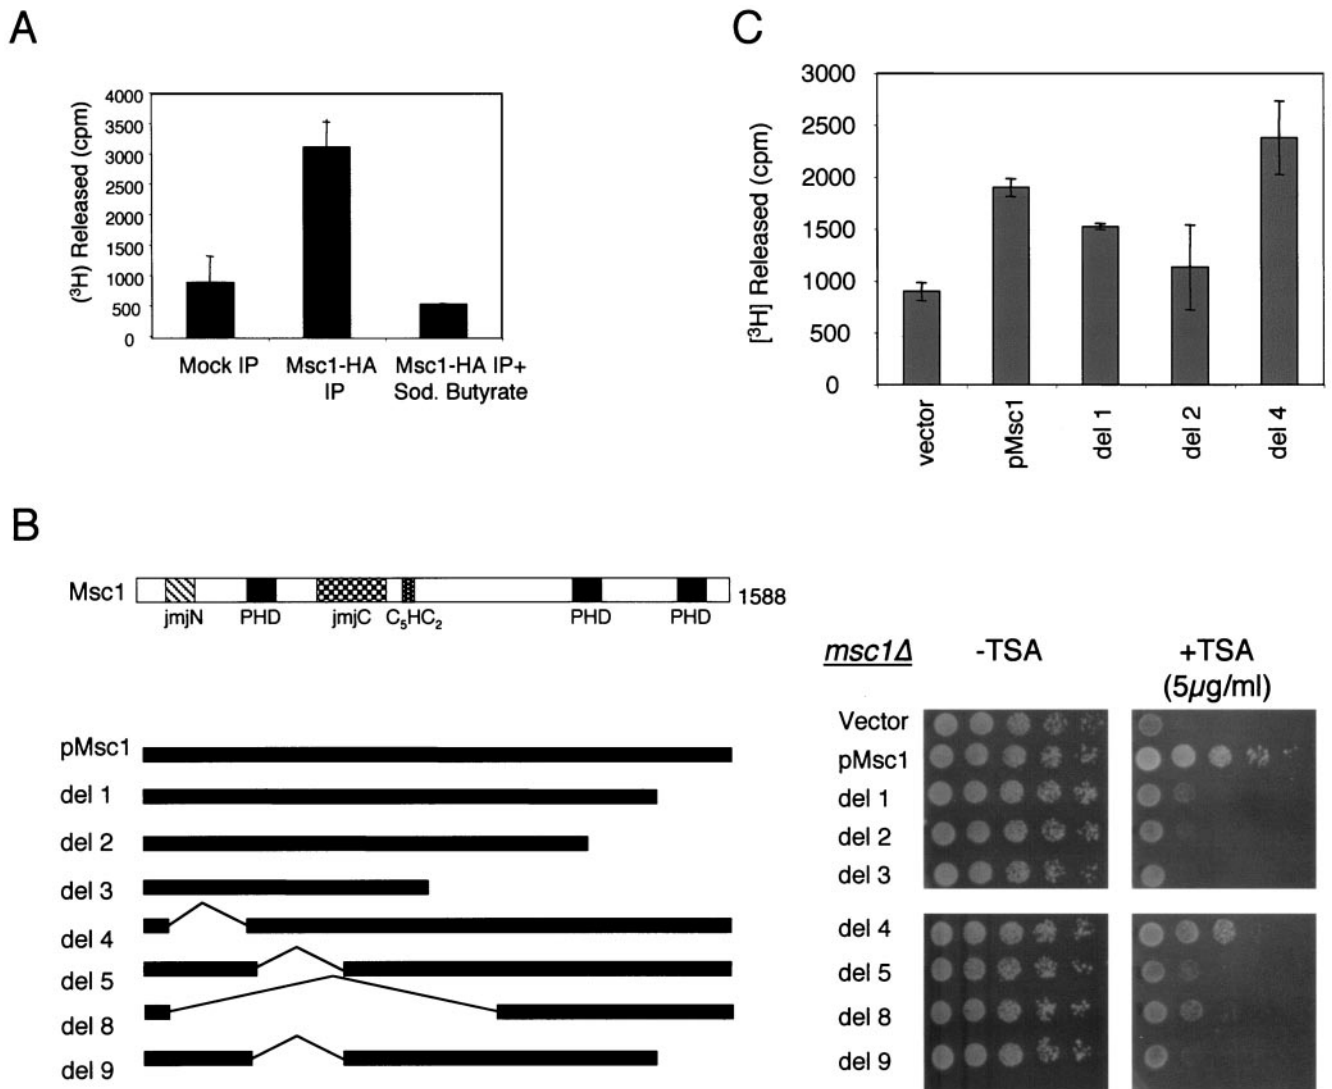 A
(³H) Released (cpm)
4000
3500
3000
2500
2000
1500
1000
500
0
Mock IP
Msc1-HA
IP
Msc1-HA IP+
Sod. Butyrate
C
[³H] Released (cpm)
3000
2500
2000
1500
1000
500
0
vector
pMsc1
del 1
del 2
del 4
B
Msc1
1588
jmjN PHD jmjC C₅HC₂ PHD PHD
pMsc1
del 1
del 2
del 3
del 4
del 5
del 8
del 9
msc1Δ -TSA +TSA
(5µg/ml)
Vector
pMsc1
del 1
del 2
del 3
del 4
del 5
del 8
del 9